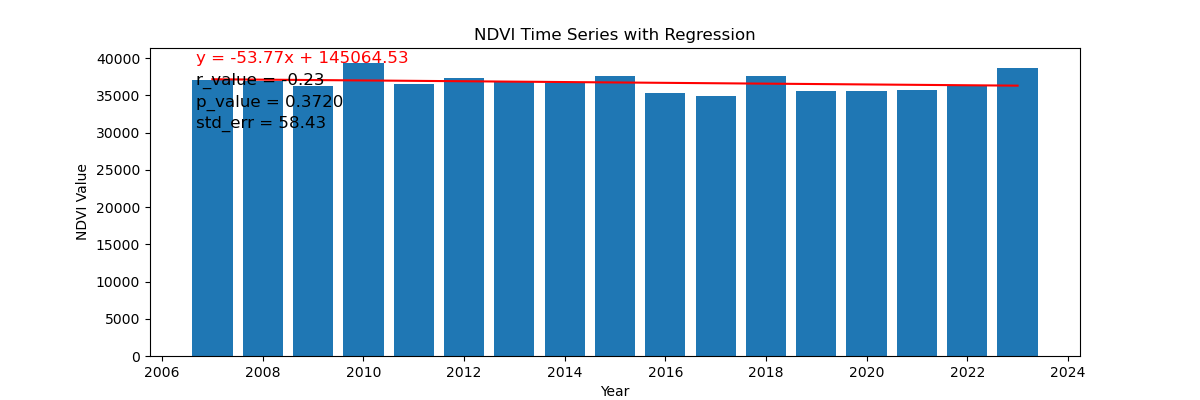 NDVI Time Series with Regression
y = -53.77x + 145064.53
r_value = -0.23
p_value = 0.3720
std_err = 58.43
NDVI Value
40000
35000
30000
25000
20000
15000
10000
5000
0
2006 2008 2010 2012 2014 2016 2018 2020 2022 2024
Year